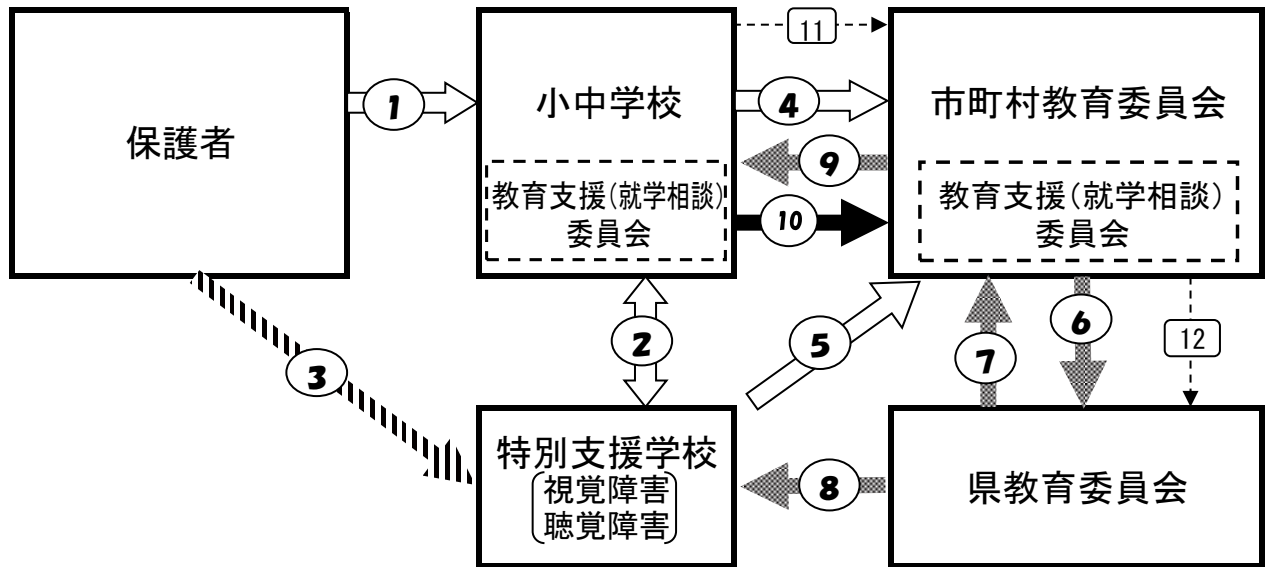 保護者
1
小中学校
教育支援(就学相談)
委員会
11
4
9
10
市町村教育委員会
教育支援(就学相談)
委員会
2
3
5
6
7
12
特別支援学校
視覚障害
聴覚障害
8
県教育委員会